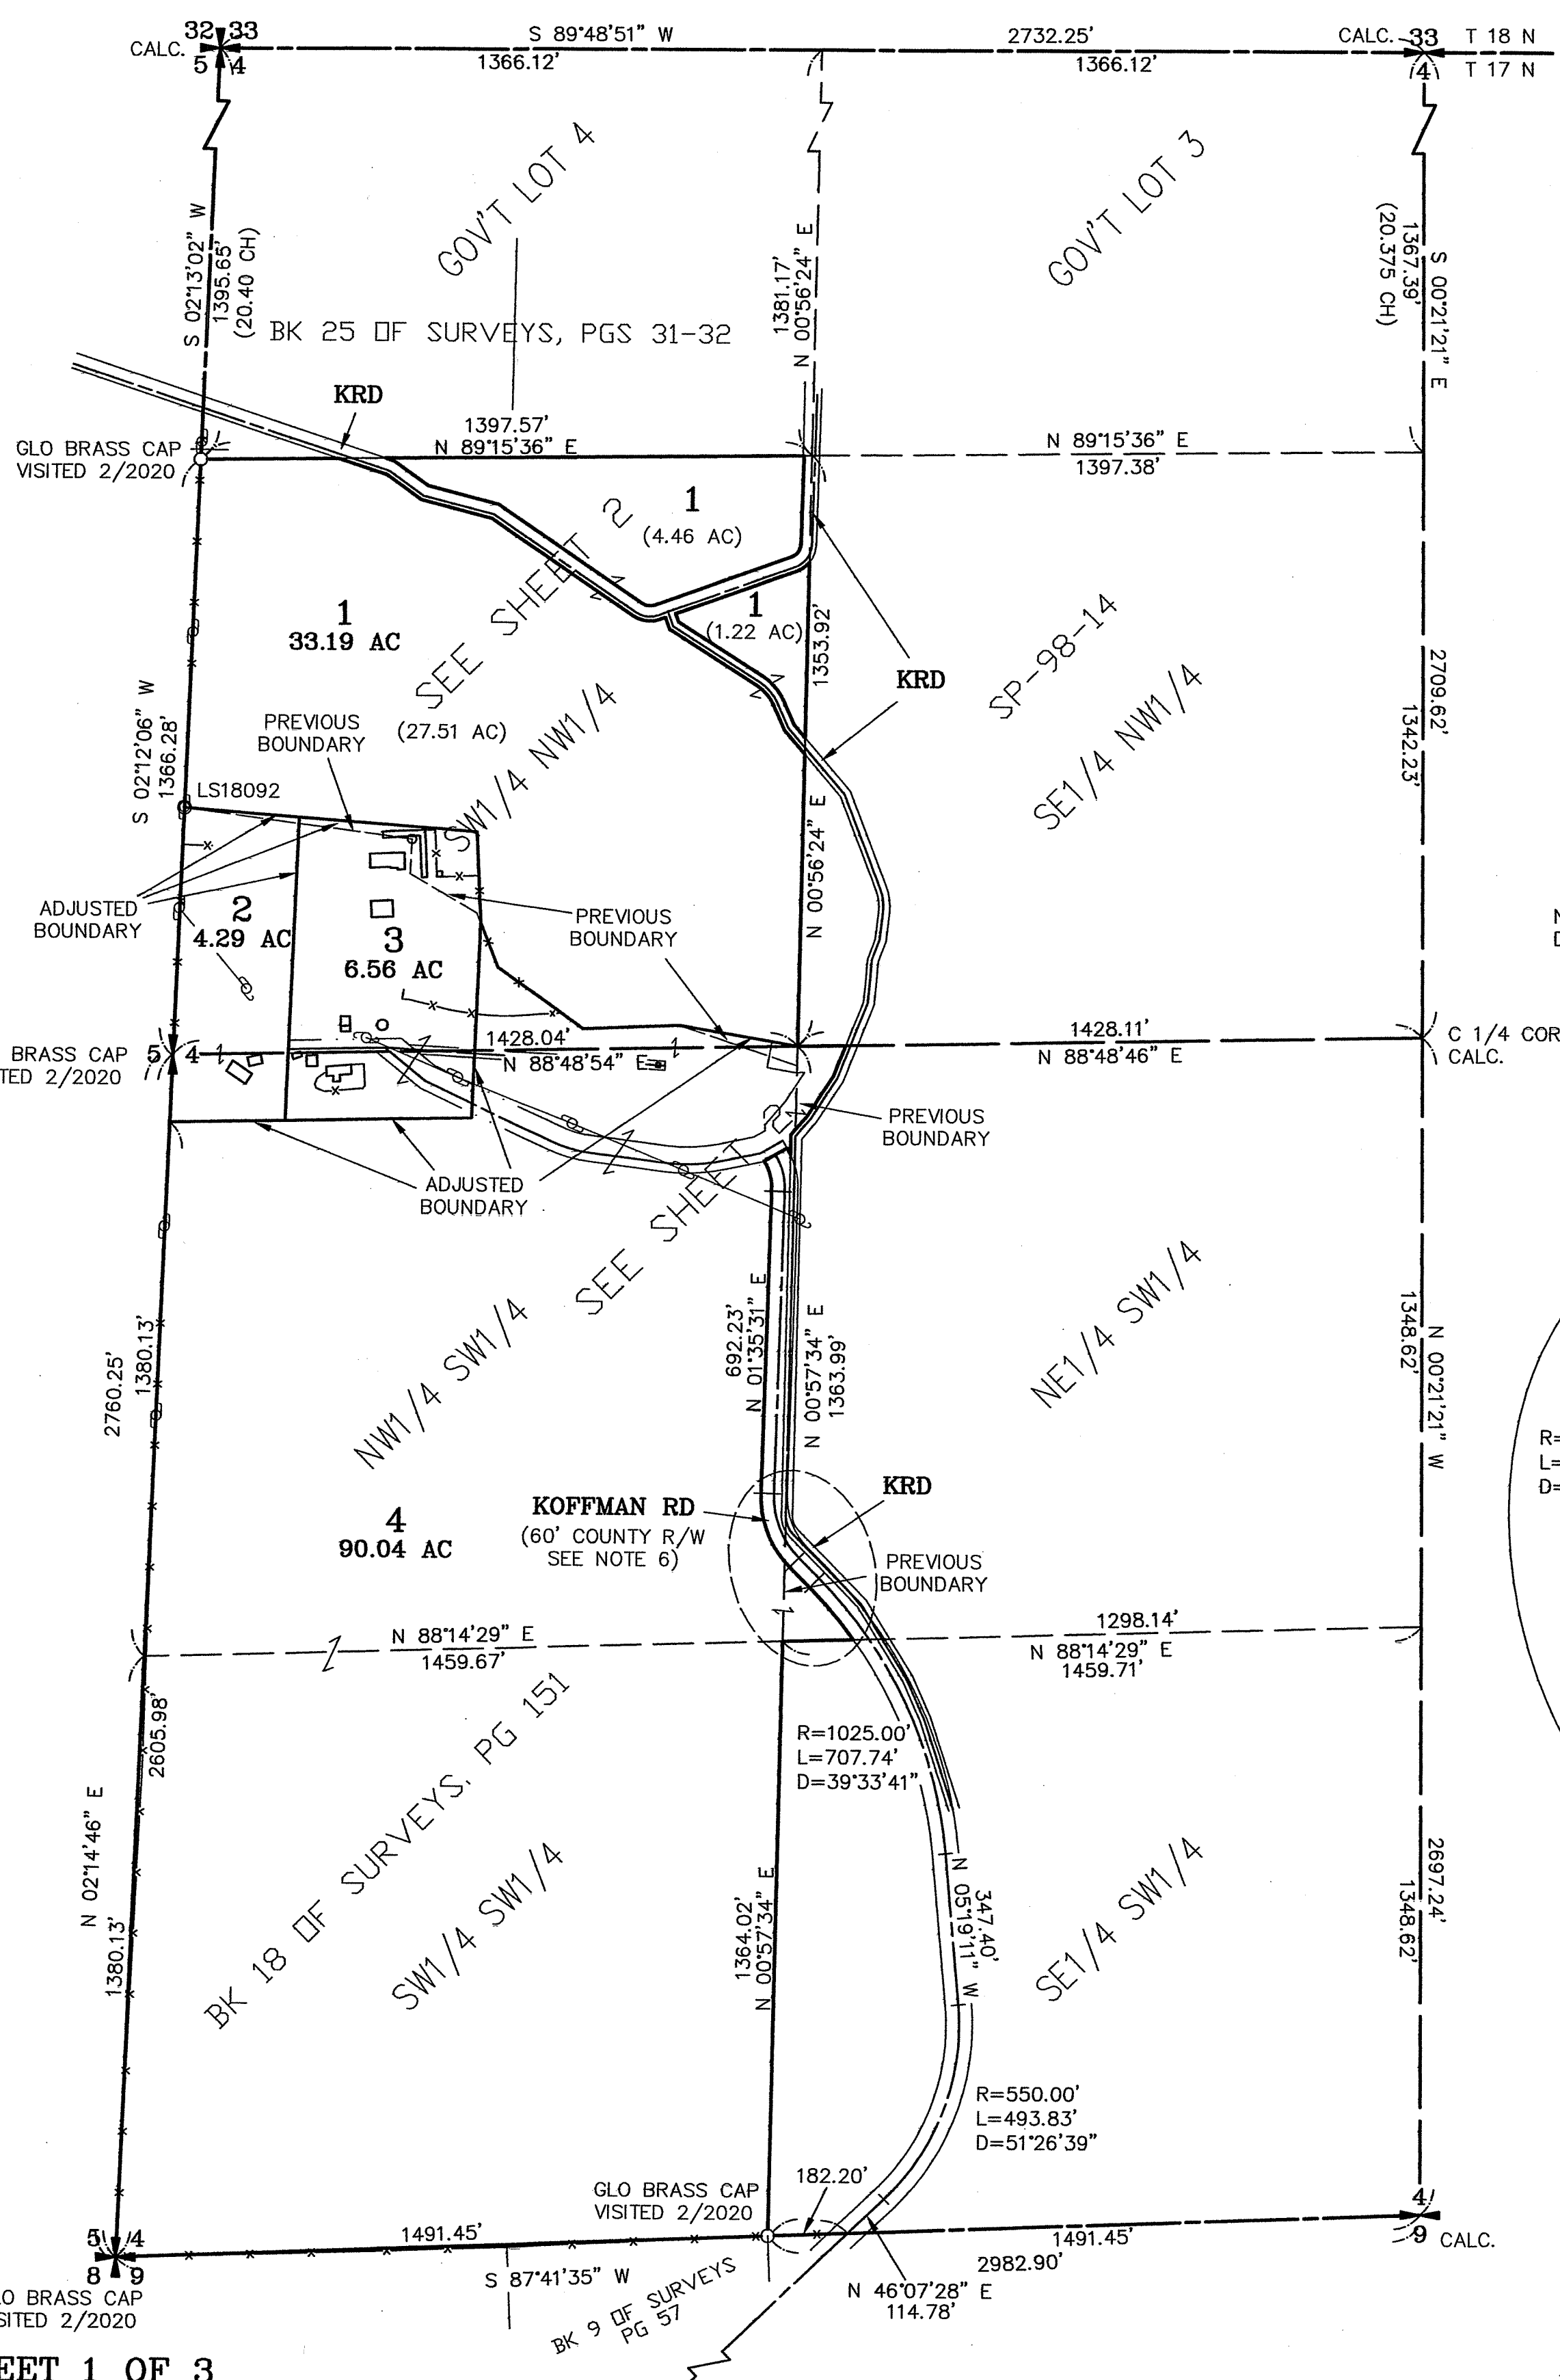 32 33
CALC.
5 4
S 89°48'51" W
2732.25'
1366.12'
1366.12'
CALC. 33
4
T 18 N
T 17 N
GOV'T LOT 4
GOV'T LOT 3
S 02°13'02" W
1395.65'
(20.40 CH)
1381.17'
N 00°56'24" E
S 00°21'21" E
1367.39'
(20.375 CH)
BK 25 OF SURVEYS, PGS 31-32
KRD
GLO BRASS CAP
VISITED 2/2020
1397.57'
N 89°15'36" E
N 89°15'36" E
1397.38'
1
(4.46 AC)
SEE SHEET 2
1
33.19 AC
1
(1.22 AC)
1353.92'
KRD
SP-98-14
2709.62'
1342.23'
S 02°12'06" W
1366.28'
PREVIOUS
BOUNDARY
(27.51 AC)
SW1/4 NW1/4
SE1/4 NW1/4
LS18092
N 00°56'24" E
ADJUSTED
BOUNDARY
2
4.29 AC
3
6.56 AC
PREVIOUS
BOUNDARY
N
BRASS CAP
TED 2/2020
5 4
1428.04'
N 88°48'54" E
1428.11'
N 88°48'46" E
C 1/4 COR
CALC.
PREVIOUS
BOUNDARY
ADJUSTED
BOUNDARY
SEE SHEET 2
2760.25'
1380.13'
NW1/4 SW1/4
692.23'
N 01°35'31" E
N 00°57'34" E
1363.99'
NE1/4 SW1/4
1348.62'
N 00°21'21" W
R=
L=
D=
4
90.04 AC
KOFFMAN RD
(60' COUNTY R/W
SEE NOTE 6)
KRD
PREVIOUS
BOUNDARY
N 88°14'29" E
1459.67'
1298.14'
N 88°14'29" E
1459.71'
2605.98'
R=1025.00'
L=707.74'
D=39°33'41"
BK 18 OF SURVEYS, PG 151
N 02°14'46" E
1380.13'
SW1/4 SW1/4
1364.02'
N 00°57'34" E
347.40'
N 05°19'11" W
SE1/4 SW1/4
2697.24'
1348.62'
R=550.00'
L=493.83'
D=51°26'39"
GLO BRASS CAP
VISITED 2/2020
182.20'
5 4
8 9
1491.45'
S 87°41'35" W
1491.45'
2982.90'
4
9 CALC.
LO BRASS CAP
SITED 2/2020
BK 9 OF SURVEYS
PG 57
N 46°07'28" E
114.78'
EET 1 OF 3